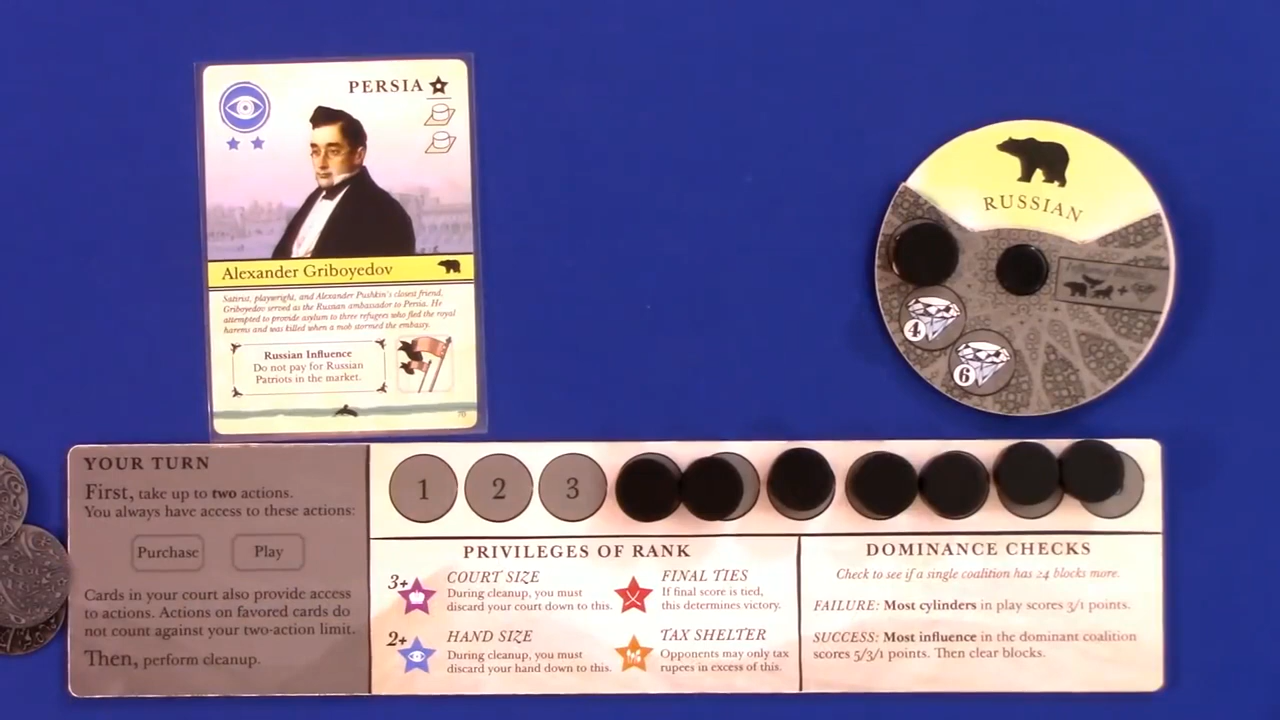 PERSIA
Alexander Griboyedov
Satirist, playwright, and Alexander Pushkin's closest friend,
Griboyedov served as the Russian ambassador to Persia. He
attempted to provide asylum to three refugees who fled the royal
harems and was killed when a mob stormed the embassy.
Russian Influence
Do not pay for Russian
Patriots in the market.
RUSSIAN
4
6
+
YOUR TURN
First, take up to two actions.
You always have access to these actions:
Purchase
Play
Cards in your court also provide access
to actions. Actions on favored cards do
not count against your two-action limit.
Then, perform cleanup.
1
2
3
PRIVILEGES OF RANK
3+
COURT SIZE
During cleanup, you must
discard your court down to this.
FINAL TIES
If final score is tied,
this determines victory.
2+
HAND SIZE
During cleanup, you must
discard your hand down to this.
TAX SHELTER
Opponents may only tax
rupees in excess of this.
DOMINANCE CHECKS
Check to see if a single coalition has 24 blocks more.
FAILURE: Most cylinders in play scores 3/1 points.
SUCCESS: Most influence in the dominant coalition
scores 5/3/1 points. Then clear blocks.